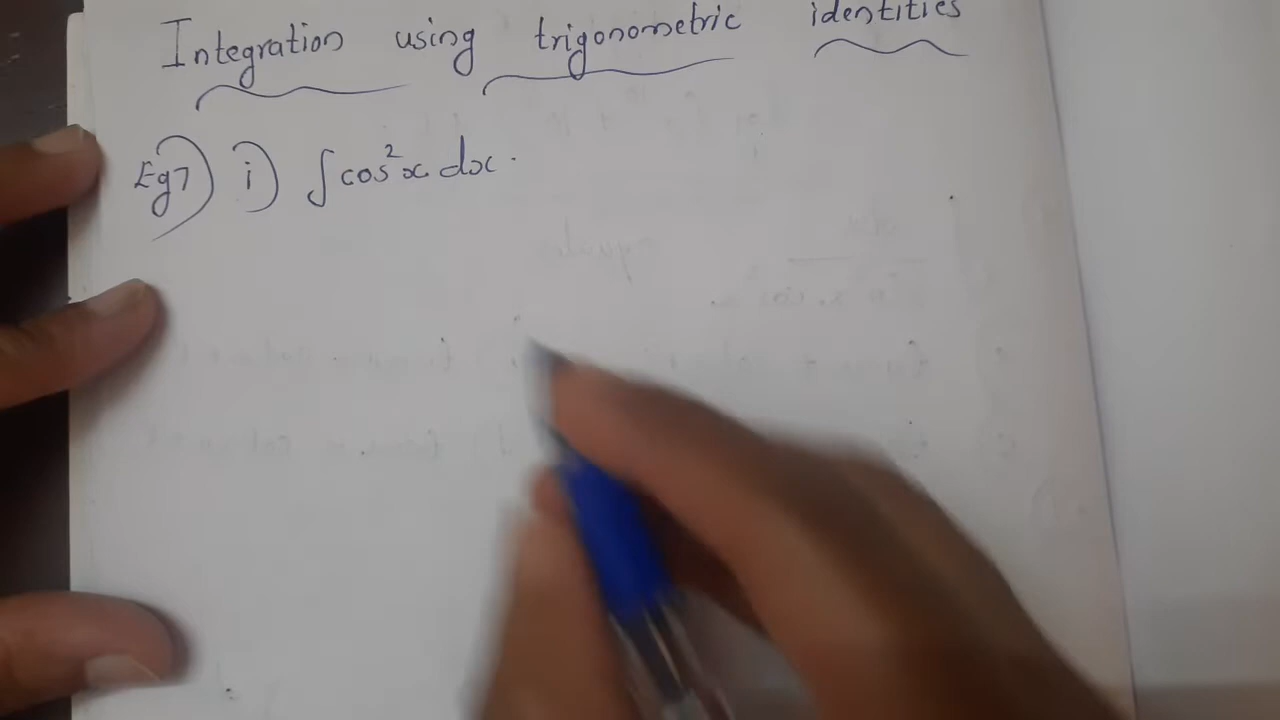 Integration using trigonometric identities
Eg7) i) ∫cos²x dx.